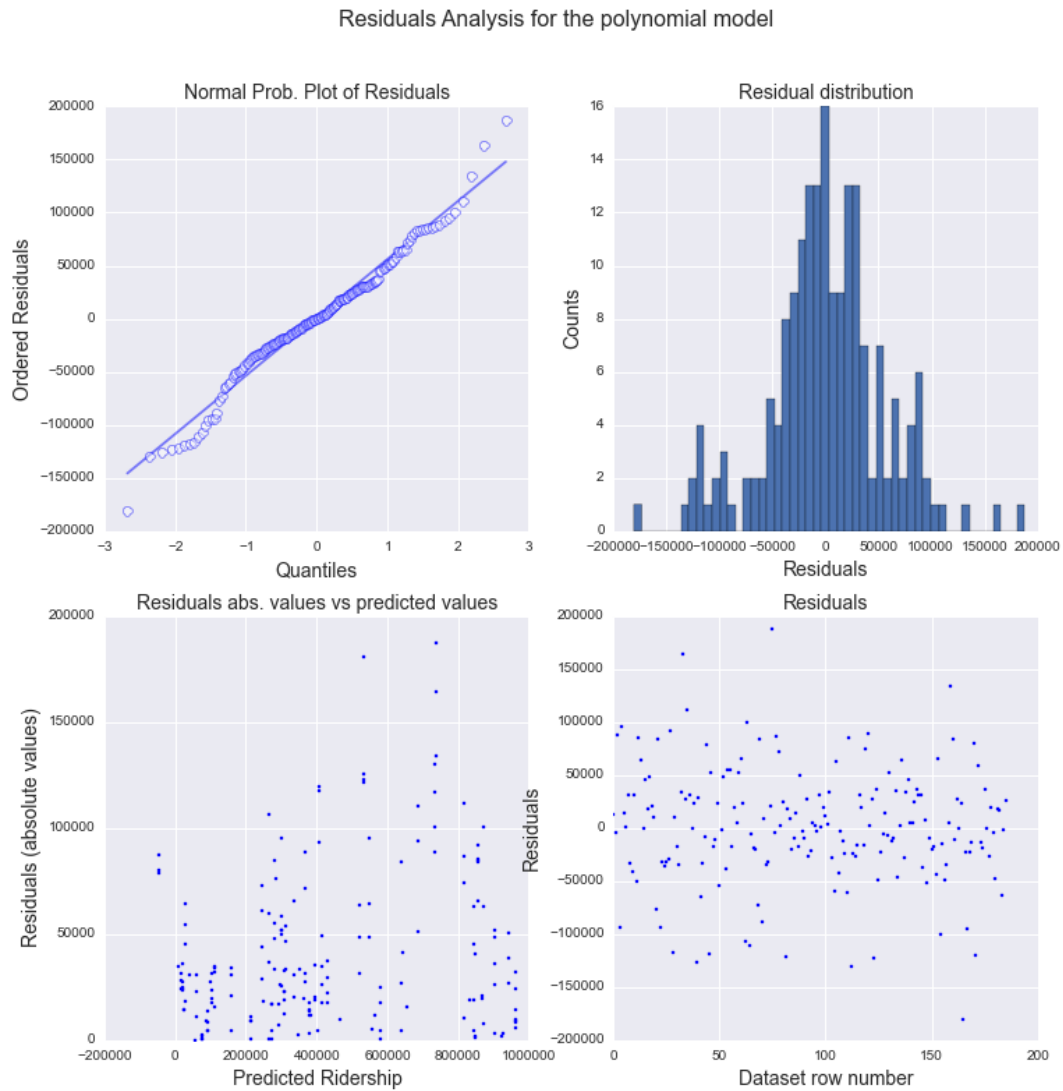 Residuals Analysis for the polynomial model
Normal Prob. Plot of Residuals
200000
150000
100000
50000
0
−50000
−100000
−150000
−200000
Ordered Residuals
−3 −2 −1 0 1 2 3
Quantiles
Residual distribution
16
14
12
10
8
6
4
2
0
Counts
−200000 −150000 −100000 −50000 0 50000 100000 150000 200000
Residuals
Residuals abs. values vs predicted values
200000
150000
100000
50000
0
Residuals (absolute values)
−200000 0 200000 400000 600000 800000 1000000
Predicted Ridership
Residuals
200000
150000
100000
50000
0
−50000
−100000
−150000
−200000
Residuals
0 50 100 150 200
Dataset row number